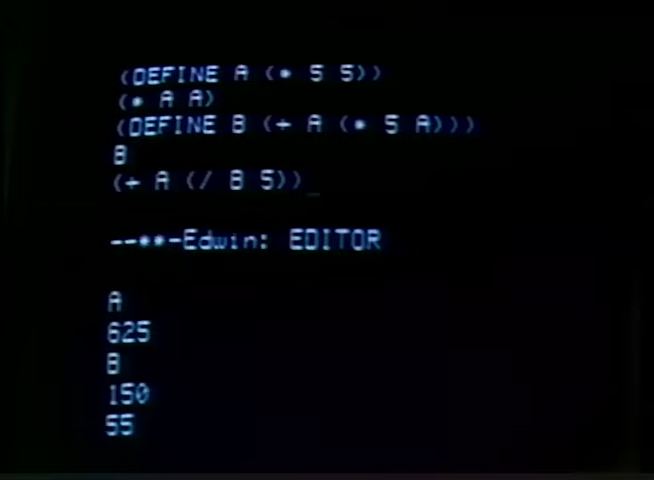 (DEFINE A (* 5 5))
(* A A)
(DEFINE B (+ A (* 5 A)))
B
(+ A (/ B 5))_
--**-Edwin: EDITOR
A
625
B
150
55